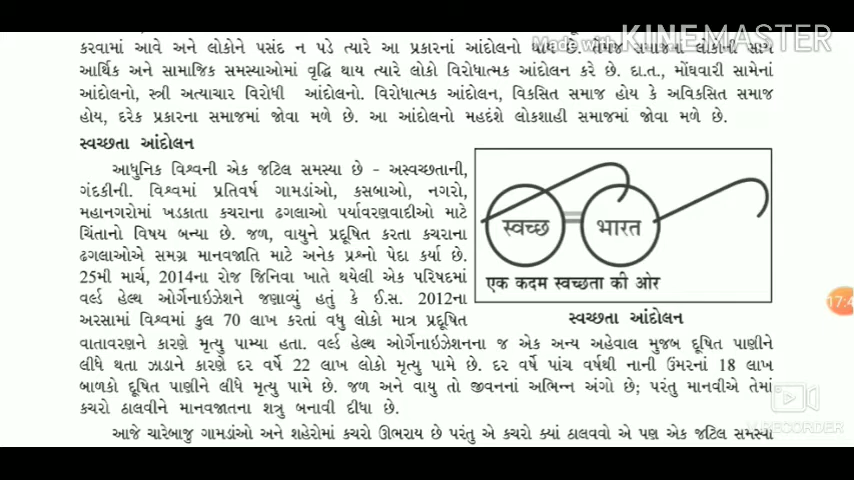 Made with KINEMASTER
કરવામાં આવે અને લોકોને પસંદ ન પડે ત્યારે આ પ્રકારનાં આંદોલનો થાય છે. તેમજ સમાજના લોકોની સાથે
આર્થિક અને સામાજિક સમસ્યાઓમાં વૃદ્ધિ થાય ત્યારે લોકો વિરોધાત્મક આંદોલન કરે છે. દા.ત., મોંઘવારી સામેનાં
આંદોલનો, સ્ત્રી અત્યાચાર વિરોધી આંદોલનો. વિરોધાત્મક આંદોલન, વિકસિત સમાજ હોય કે અવિકસિત સમાજ
હોય, દરેક પ્રકારના સમાજમાં જોવા મળે છે. આ આંદોલનો મહદંશે લોકશાહી સમાજમાં જોવા મળે છે.
સ્વચ્છતા આંદોલન
આધુનિક વિશ્વની એક જટિલ સમસ્યા છે - અસ્વચ્છતાની,
ગંદકીની. વિશ્વમાં પ્રતિવર્ષ ગામડાંઓ, કસબાઓ, નગરો,
મહાનગરોમાં ખડકાતા કચરાના ઢગલાઓ પર્યાવરણવાદીઓ માટે
ચિંતાનો વિષય બન્યા છે. જળ, વાયુને પ્રદૂષિત કરતા કચરાના
ઢગલાઓએ સમગ્ર માનવજાતિ માટે અનેક પ્રશ્નો પેદા કર્યા છે.
25મી માર્ચ, 2014ના રોજ જિનિવા ખાતે થયેલી એક પરિષદમાં
વર્લ્ડ હેલ્થ ઓર્ગેનાઇઝેશને જણાવ્યું હતું કે ઈ.સ. 2012ના
અરસામાં વિશ્વમાં કુલ 70 લાખ કરતાં વધુ લોકો માત્ર પ્રદૂષિત
વાતાવરણને કારણે મૃત્યુ પામ્યા હતા. વર્લ્ડ હેલ્થ ઓર્ગેનાઇઝેશનના જ એક અન્ય અહેવાલ મુજબ દૂષિત પાણીને
લીધે થતા ઝાડાને કારણે દર વર્ષે 22 લાખ લોકો મૃત્યુ પામે છે. દર વર્ષે પાંચ વર્ષથી નાની ઉંમરનાં 18 લાખ
બાળકો દૂષિત પાણીને લીધે મૃત્યુ પામે છે. જળ અને વાયુ તો જીવનનાં અભિન્ન અંગો છે; પરંતુ માનવીએ તેમાં
કચરો ઠાલવીને માનવજાતના શત્રુ બનાવી દીધા છે.
આજે ચારેબાજુ ગામડાંઓ અને શહેરોમાં કચરો ઊભરાય છે પરંતુ એ કચરો ક્યાં ઠાલવવો એ પણ એક જટિલ સમસ્યા
स्वच्छ भारत
एक कदम स्वच्छता की ओर
સ્વચ્છતા આંદોલન
17:4
RECORDER